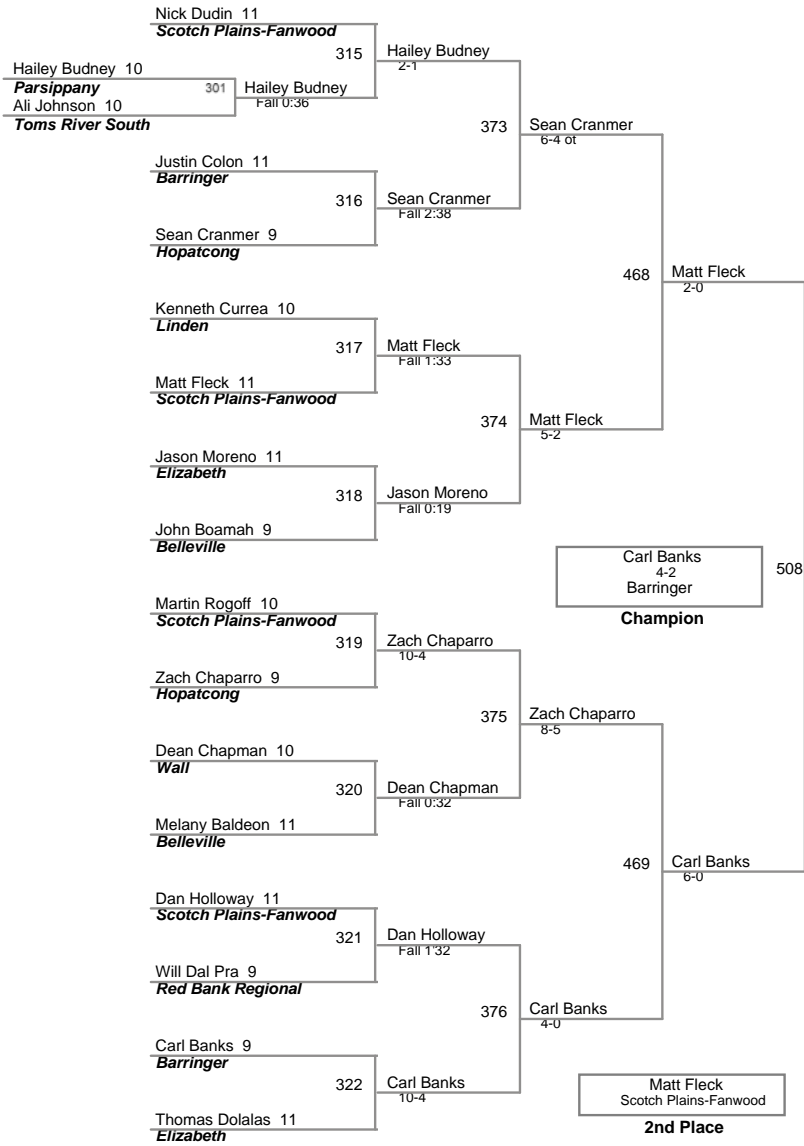 Nick Dudin 11
Scotch Plains-Fanwood
315
Hailey Budney
2-1
Hailey Budney 10
Parsippany
301
Hailey Budney
Fall 0:36
Ali Johnson 10
Toms River South
373
Sean Cranmer
6-4 ot
Justin Colon 11
Barringer
316
Sean Cranmer
Fall 2:38
Sean Cranmer 9
Hopatcong
468
Matt Fleck
2-0
Kenneth Currea 10
Linden
317
Matt Fleck
Fall 1:33
Matt Fleck 11
Scotch Plains-Fanwood
374
Matt Fleck
5-2
Jason Moreno 11
Elizabeth
318
Jason Moreno
Fall 0:19
John Boamah 9
Belleville
Carl Banks
4-2
Barringer
508
Champion
Martin Rogoff 10
Scotch Plains-Fanwood
319
Zach Chaparro
10-4
Zach Chaparro 9
Hopatcong
375
Zach Chaparro
8-5
Dean Chapman 10
Wall
320
Dean Chapman
Fall 0:32
Melany Baldeon 11
Belleville
469
Carl Banks
6-0
Dan Holloway 11
Scotch Plains-Fanwood
321
Dan Holloway
Fall 1:32
Will Dal Pra 9
Red Bank Regional
376
Carl Banks
4-0
Carl Banks 9
Barringer
322
Carl Banks
10-4
Thomas Dolalas 11
Elizabeth
Matt Fleck
Scotch Plains-Fanwood
2nd Place